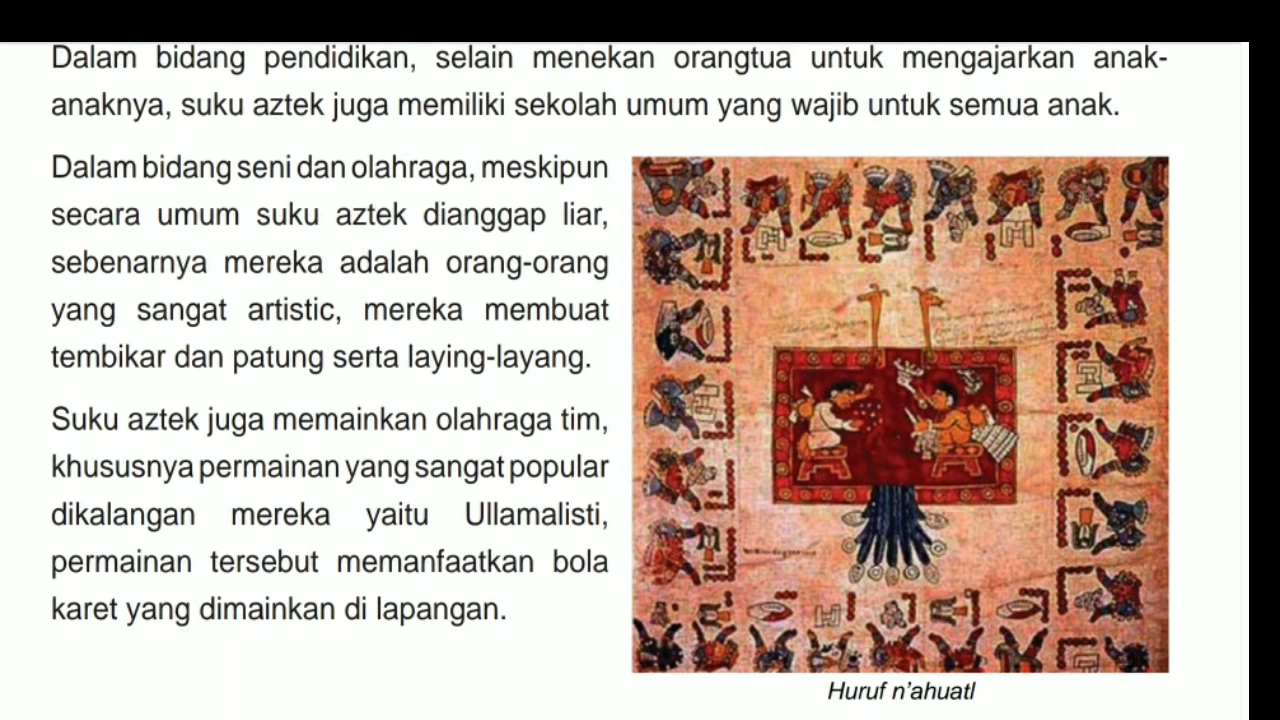 Dalam bidang pendidikan, selain menekan orangtua untuk mengajarkan anak-
anaknya, suku aztek juga memiliki sekolah umum yang wajib untuk semua anak.
Dalam bidang seni dan olahraga, meskipun
secara umum suku aztek dianggap liar,
sebenarnya mereka adalah orang-orang
yang sangat artistic, mereka membuat
tembikar dan patung serta laying-layang.
Suku aztek juga memainkan olahraga tim,
khususnya permainan yang sangat popular
dikalangan mereka yaitu Ullamalisti,
permainan tersebut memanfaatkan bola
karet yang dimainkan di lapangan.
Huruf n'ahuatl